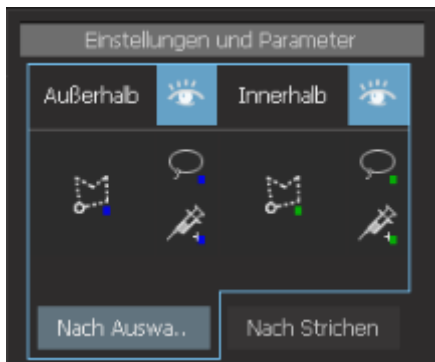 Einstellungen und Parameter
Außerhalb Innerhalb
Nach Auswa.. Nach Strichen